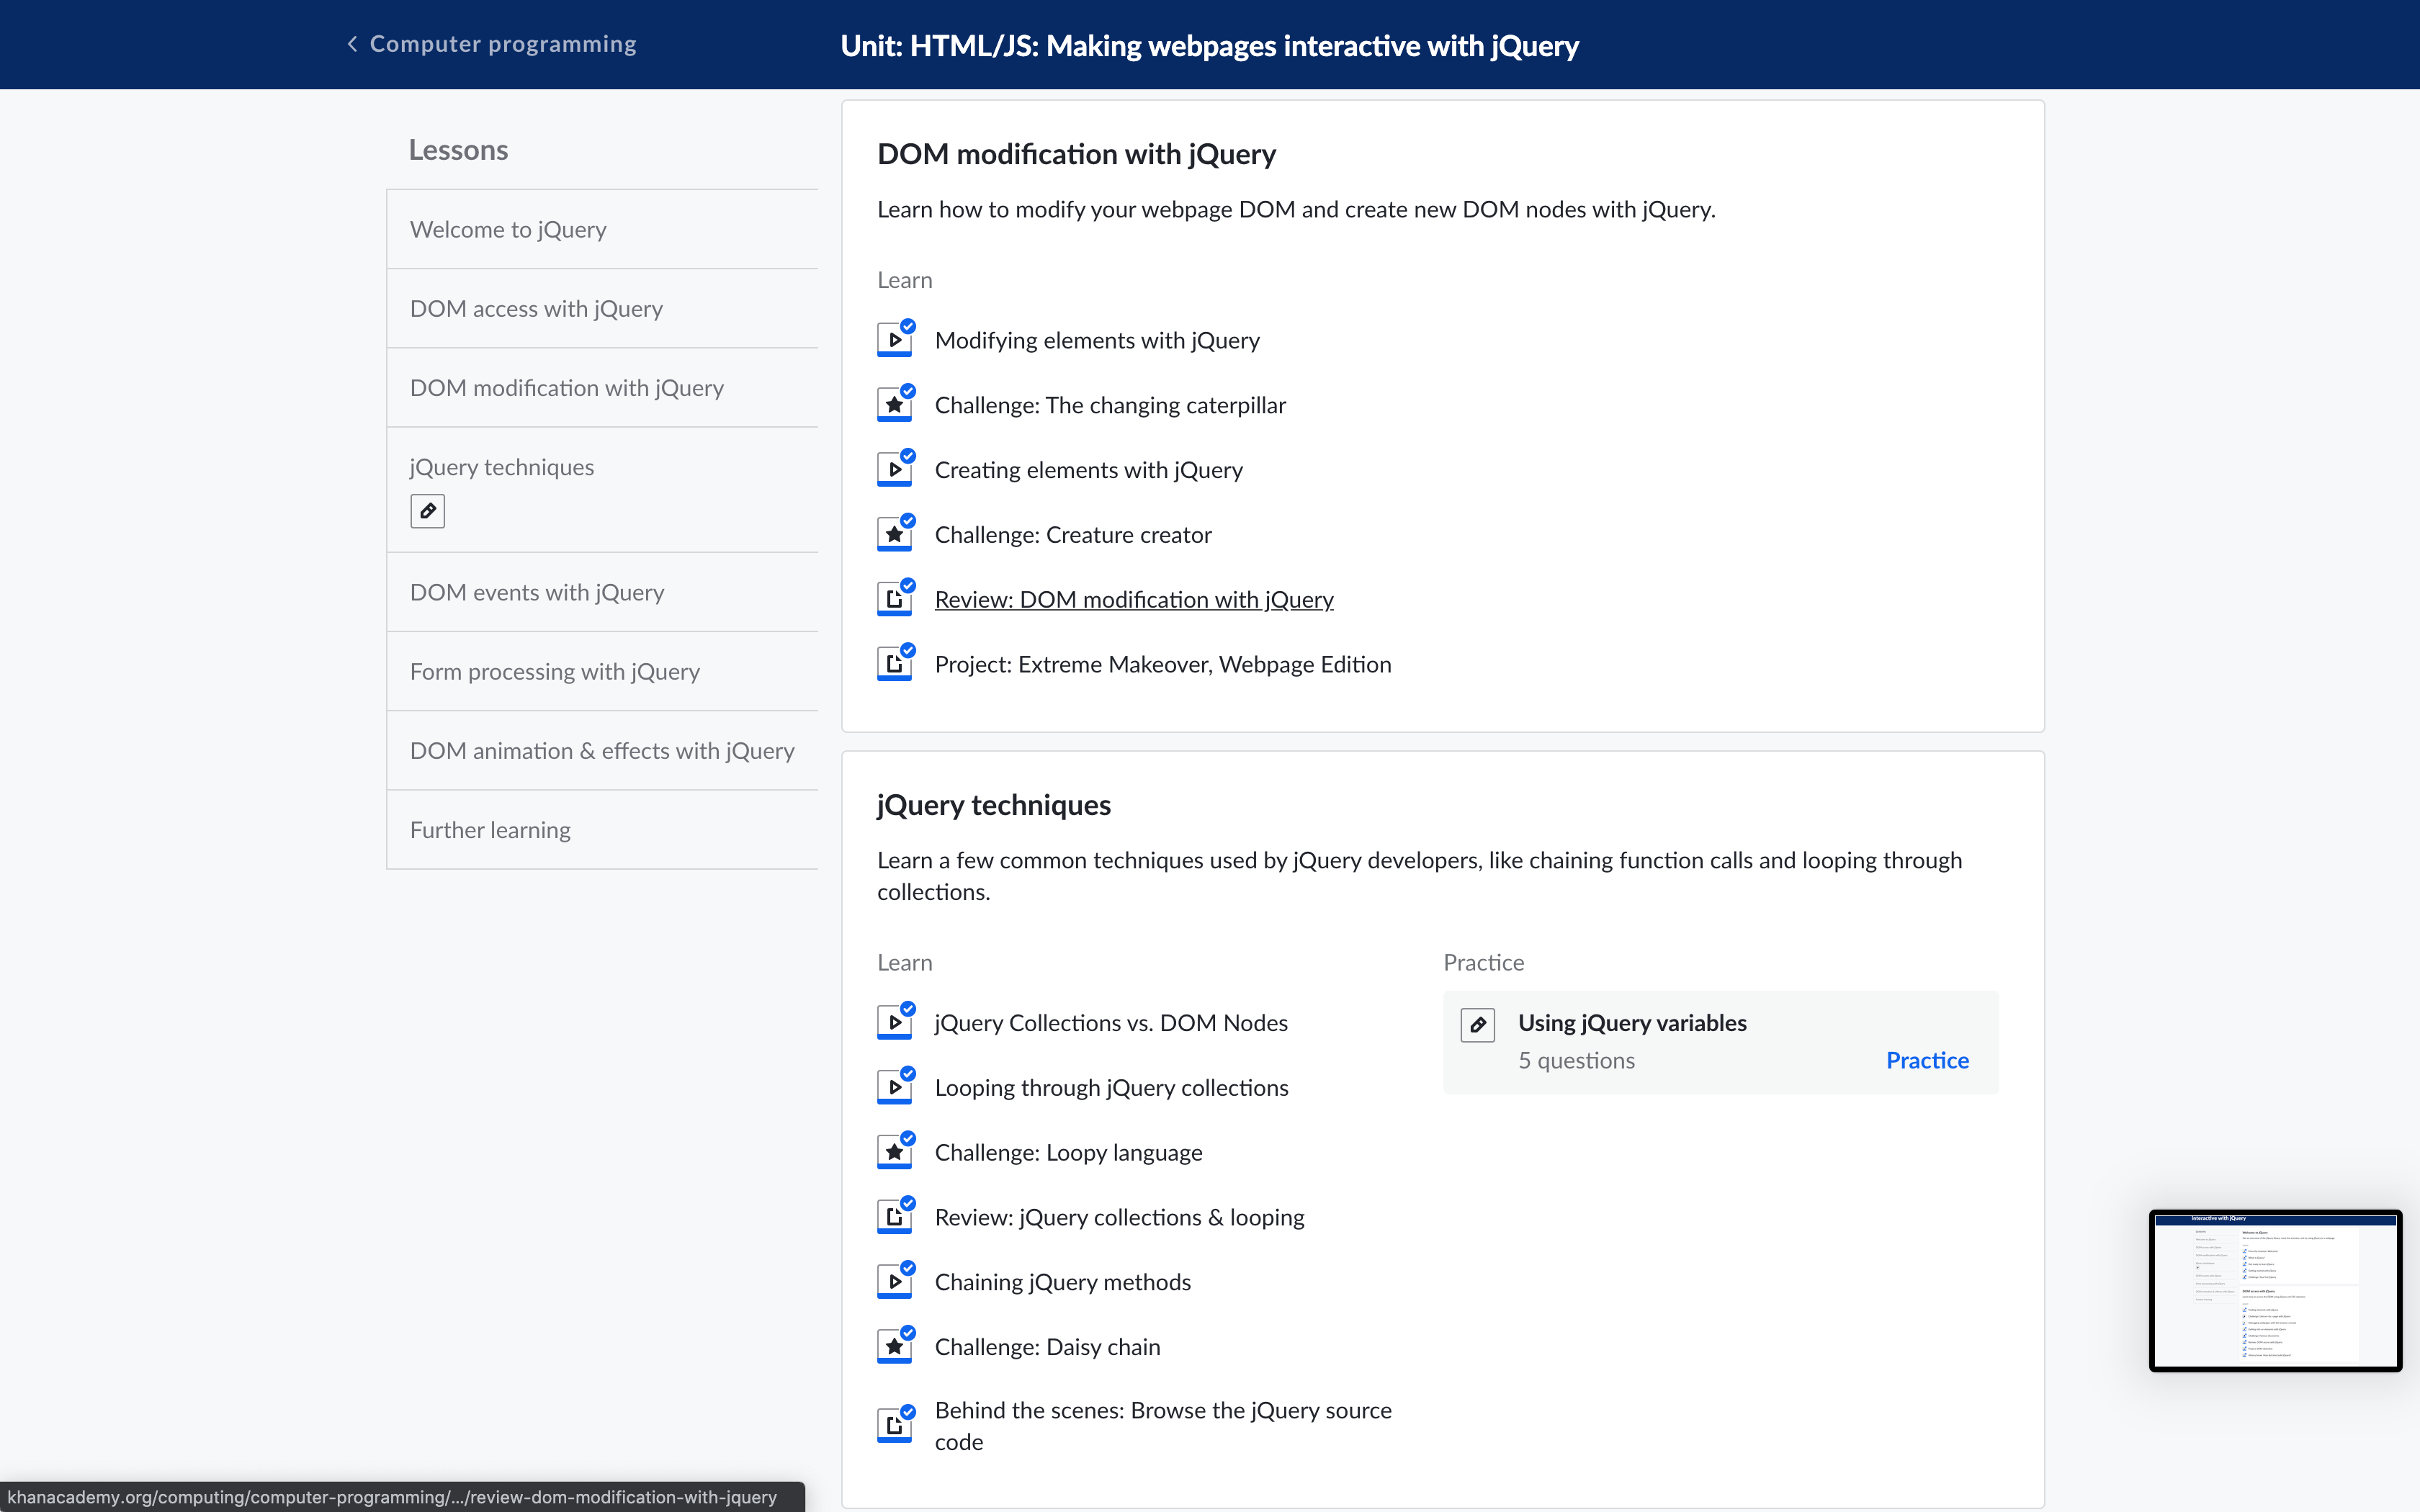 Computer programming
Unit: HTML/JS: Making webpages interactive with jQuery
Lessons
Welcome to jQuery
DOM access with jQuery
DOM modification with jQuery
jQuery techniques
DOM events with jQuery
Form processing with jQuery
DOM animation & effects with jQuery
Further learning
DOM modification with jQuery
Learn how to modify your webpage DOM and create new DOM nodes with jQuery.
Learn
Modifying elements with jQuery
Challenge: The changing caterpillar
Creating elements with jQuery
Challenge: Creature creator
Review: DOM modification with jQuery
Project: Extreme Makeover, Webpage Edition
jQuery techniques
Learn a few common techniques used by jQuery developers, like chaining function calls and looping through
collections.
Learn
jQuery Collections vs. DOM Nodes
Looping through jQuery collections
Challenge: Loopy language
Review: jQuery collections & looping
Chaining jQuery methods
Challenge: Daisy chain
Behind the scenes: Browse the jQuery source
code
Practice
Using jQuery variables
5 questions
Practice
interactive with jQuery
khanacademy.org/computing/computer-programming/.../review-dom-modification-with-jquery